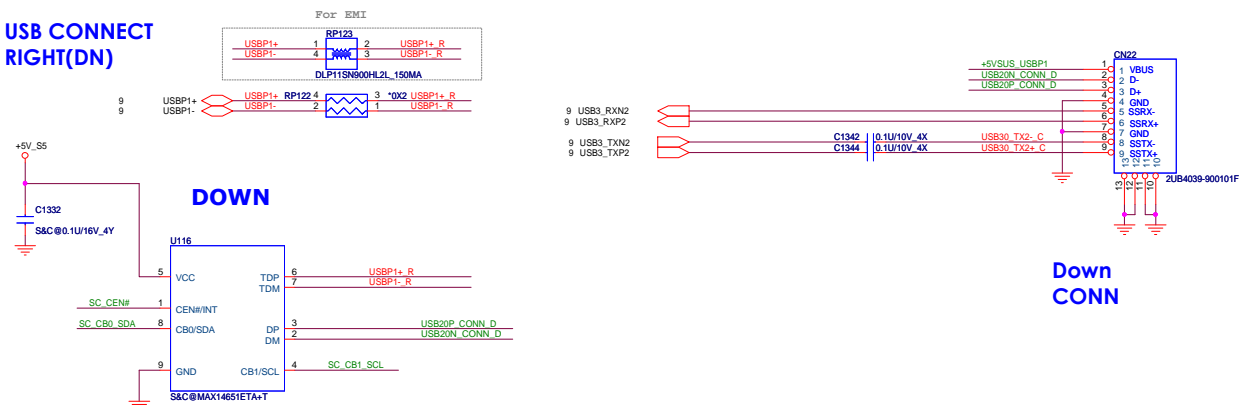 USB CONNECT
RIGHT(DN)
For EMI
RP123
USBP1+ 1 2 USBP1+_R
USBP1- 4 3 USBP1-_R
DLP11SN900HL2L_150MA
9 USBP1+ USBP1+ RP122 4 3 *0X2 USBP1+_R
9 USBP1- USBP1- 2 1 USBP1-_R
+5V_S5
C1332
S&C@0.1U/16V_4Y
DOWN
U116
5 VCC TDP 6 USBP1+_R
TDM 7 USBP1-_R
SC_CEN# 1 CEN#/INT
SC_CB0_SDA 8 CB0/SDA DP 3 USB20P_CONN_D
DM 2 USB20N_CONN_D
9 GND CB1/SCL 4 SC_CB1_SCL
S&C@MAX14651ETA+T
CN22
+5VSUS_USBP1 1 1 VBUS
USB20N_CONN_D 2 2 D-
USB20P_CONN_D 3 3 D+
4 4 GND
9 USB3_RXN2 5 5 SSRX-
9 USB3_RXP2 6 6 SSRX+
7 7 GND
9 USB3_TXN2 C1342 0.1U/10V_4X USB30_TX2-_C 8 8 SSTX-
9 USB3_TXP2 C1344 0.1U/10V_4X USB30_TX2+_C 9 9 SSTX+
13 12 11 10
13 12 11 10
2UB4039-900101F
Down
CONN